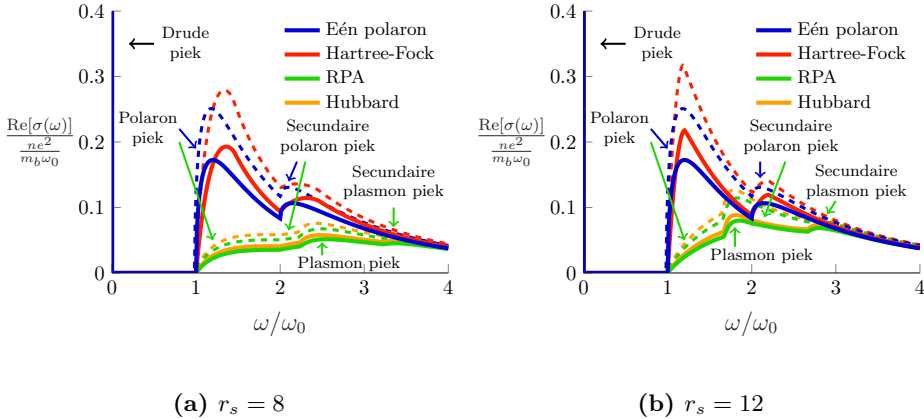 0.4
0.3
0.2
0.1
0
Re[σ(ω)]
ne²
m_bω₀
Drude
piek
Eén polaron
Hartree-Fock
RPA
Hubbard
Polaron
piek
Secundaire
polaron piek
Secundaire
plasmon piek
Plasmon piek
0 1 2 3 4
ω/ω₀
(a) r_s = 8
0.4
0.3
0.2
0.1
0
Re[σ(ω)]
ne²
m_bω₀
Drude
piek
Eén polaron
Hartree-Fock
RPA
Hubbard
Polaron
piek
Secundaire
polaron piek
Secundaire
plasmon piek
Plasmon piek
0 1 2 3 4
ω/ω₀
(b) r_s = 12